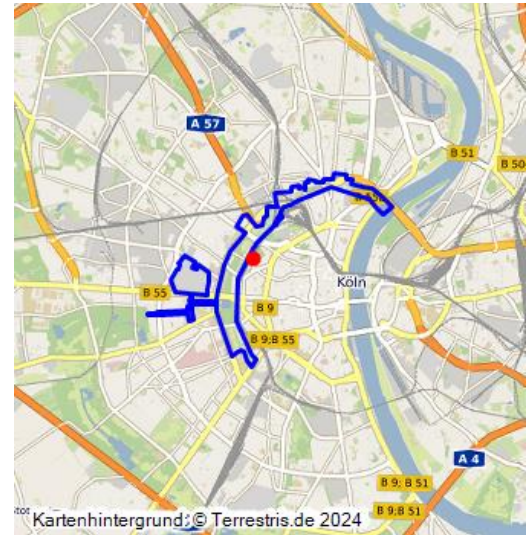 A 57
B 51
B 50
B 55
Köln
B 9
B 9;B 55
A 4
B 9; B 51
B 9;B 51
Kartenhintergrund: © Terrestris.de 2024